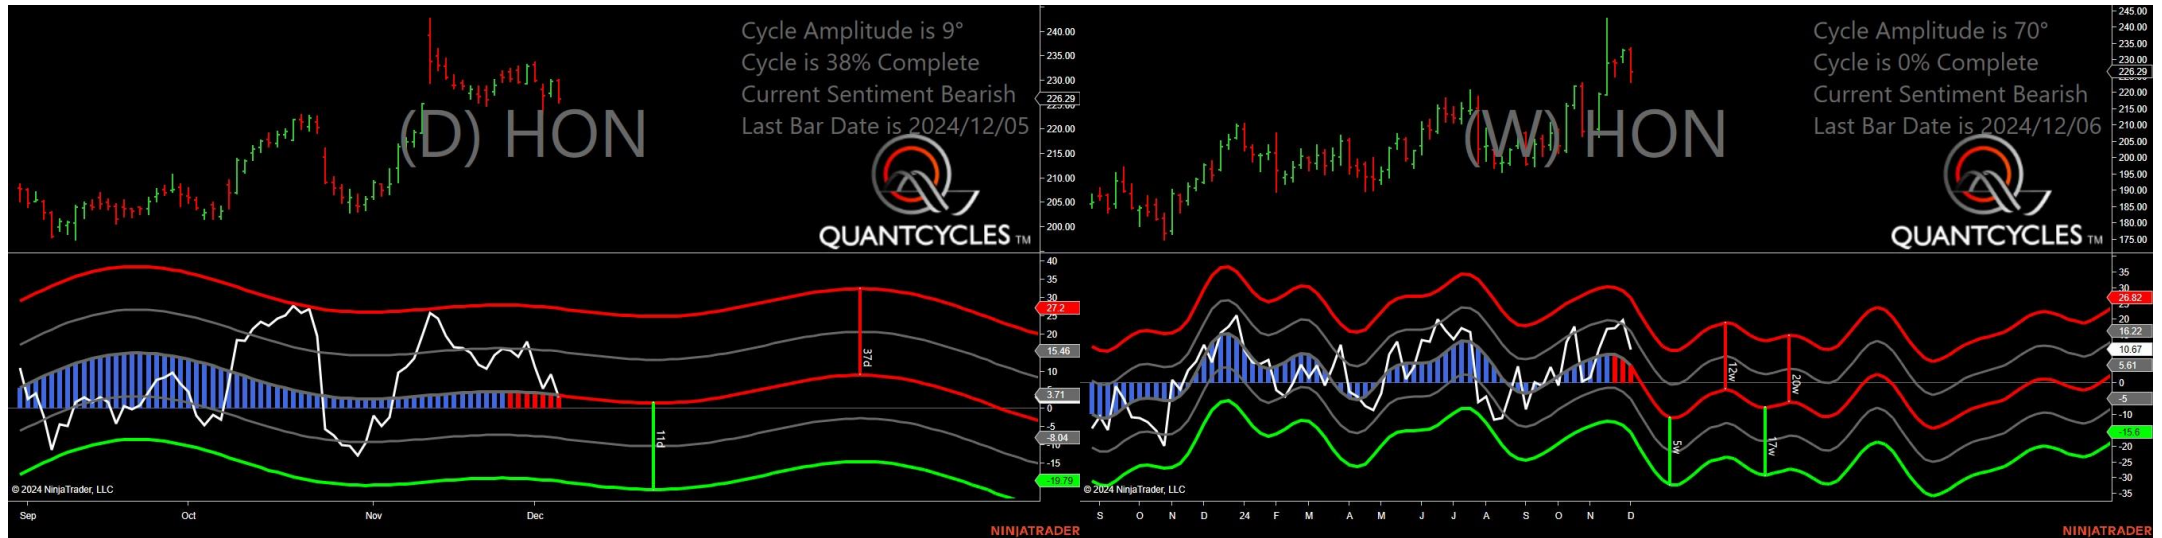 Cycle Amplitude is 9°
Cycle is 38% Complete
Current Sentiment Bearish
Last Bar Date is 2024/12/05
(D) HON
QUANTCYCLES TM
240.00
235.00
230.00
226.29
225.00
220.00
215.00
210.00
205.00
200.00
40
35
30
27.2
25
20
15.46
10
5
3.71
0
-5
-8.04
-10
-15
-19.79
37d
11d
© 2024 NinjaTrader, LLC
Sep Oct Nov Dec
NINJATRADER
Cycle Amplitude is 70°
Cycle is 0% Complete
Current Sentiment Bearish
Last Bar Date is 2024/12/06
(W) HON
QUANTCYCLES TM
245.00
240.00
235.00
230.00
226.29
220.00
215.00
210.00
205.00
200.00
195.00
190.00
185.00
180.00
175.00
35
30
26.82
20
16.22
10.67
5.61
0
-5
-10
-15.6
-20
-25
-30
-35
12w
20w
5w
17w
© 2024 NinjaTrader, LLC
S O N D 24 F M A M J J A S O N D
NINJATRADER